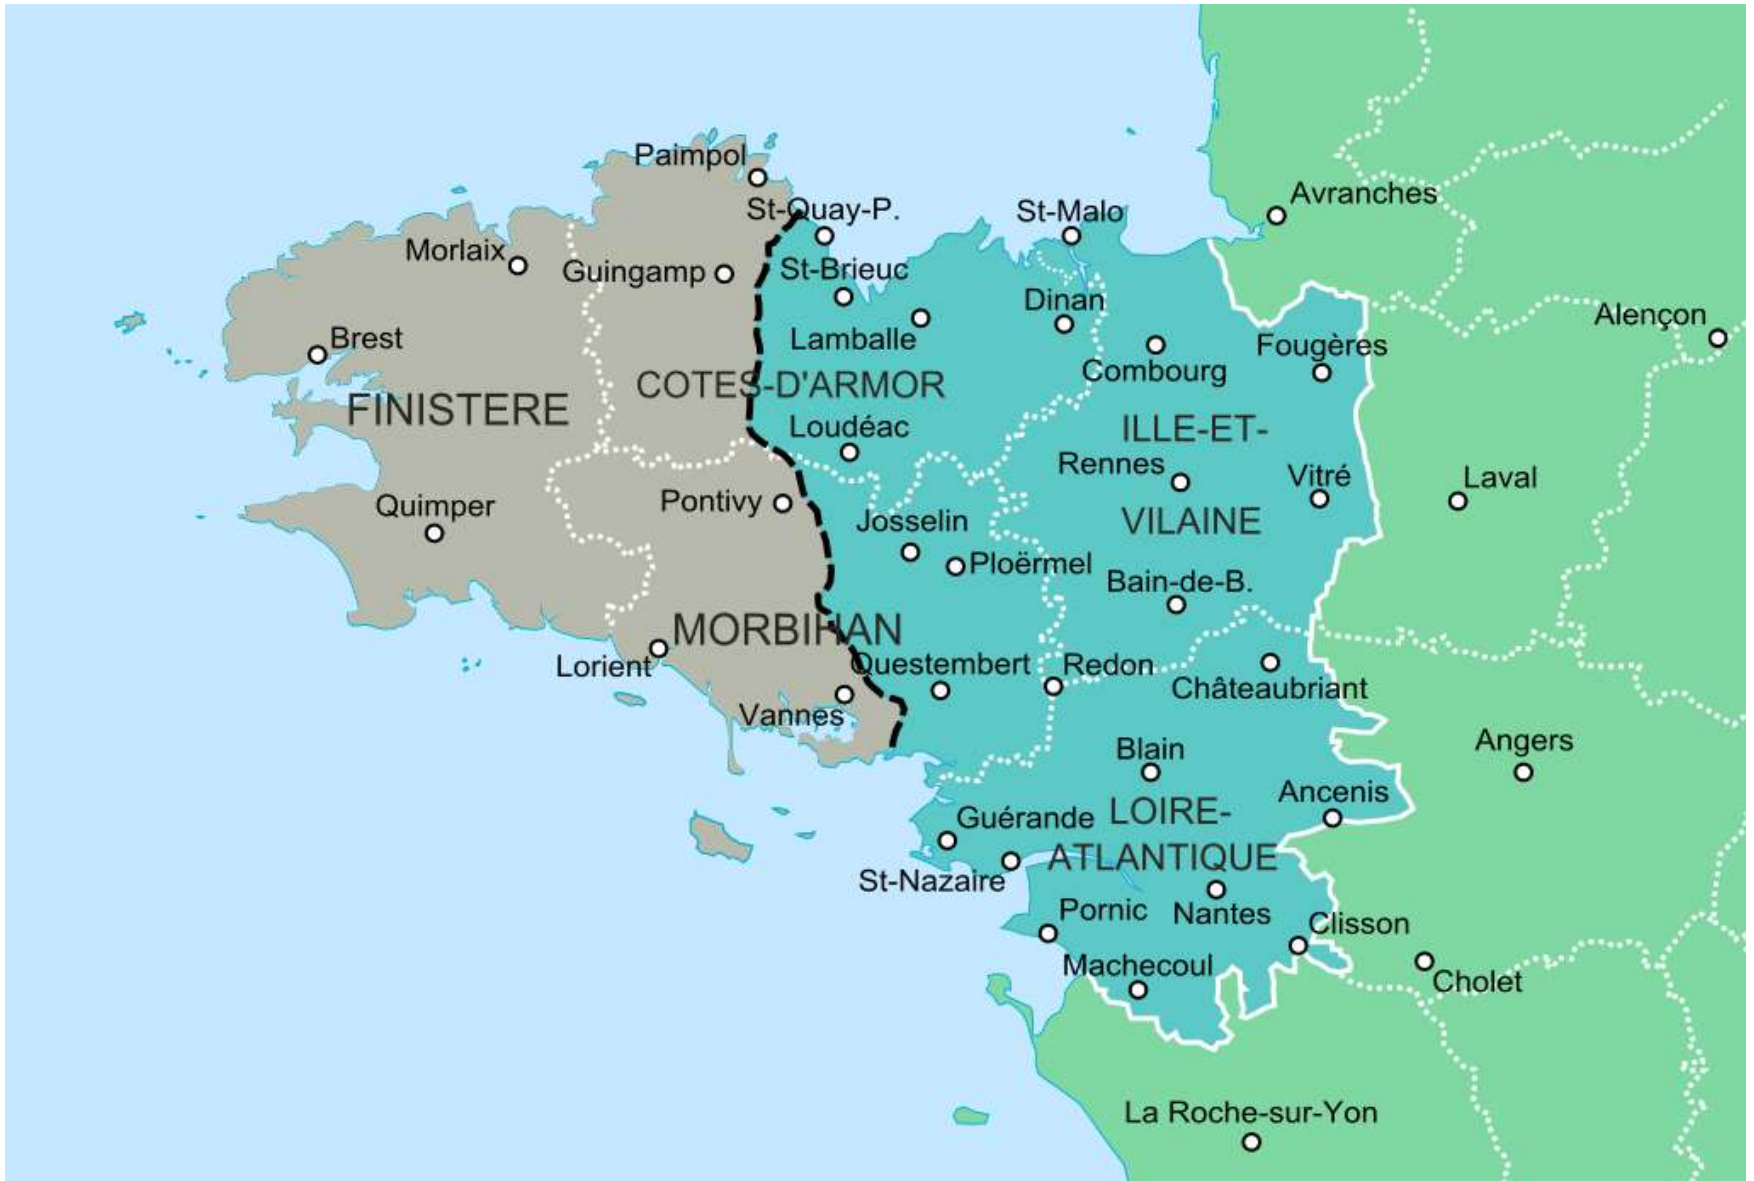 Paimpol
St-Quay-P.
St-Malo
Avranches
Morlaix
Guingamp
St-Brieuc
Dinan
Alençon
Brest
Lamballe
Fougères
Combourg
COTES-D'ARMOR
FINISTERE
Loudéac
ILLE-ET-
VILAINE
Rennes
Vitré
Laval
Quimper
Pontivy
Josselin
Ploërmel
Bain-de-B.
MORBIHAN
Lorient
Questembert
Redon
Châteaubriant
Vannes
Blain
Angers
Ancenis
Guérande
LOIRE-
ATLANTIQUE
St-Nazaire
Pornic
Nantes
Clisson
Machecoul
Cholet
La Roche-sur-Yon